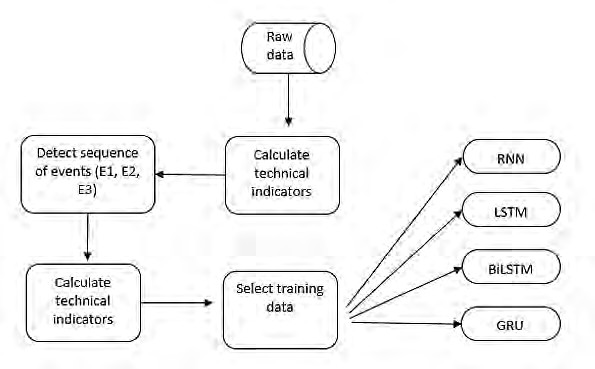 Raw
data
Calculate
technical
indicators
Detect sequence
of events (E1, E2,
E3)
Calculate
technical
indicators
Select training
data
RNN
LSTM
BiLSTM
GRU